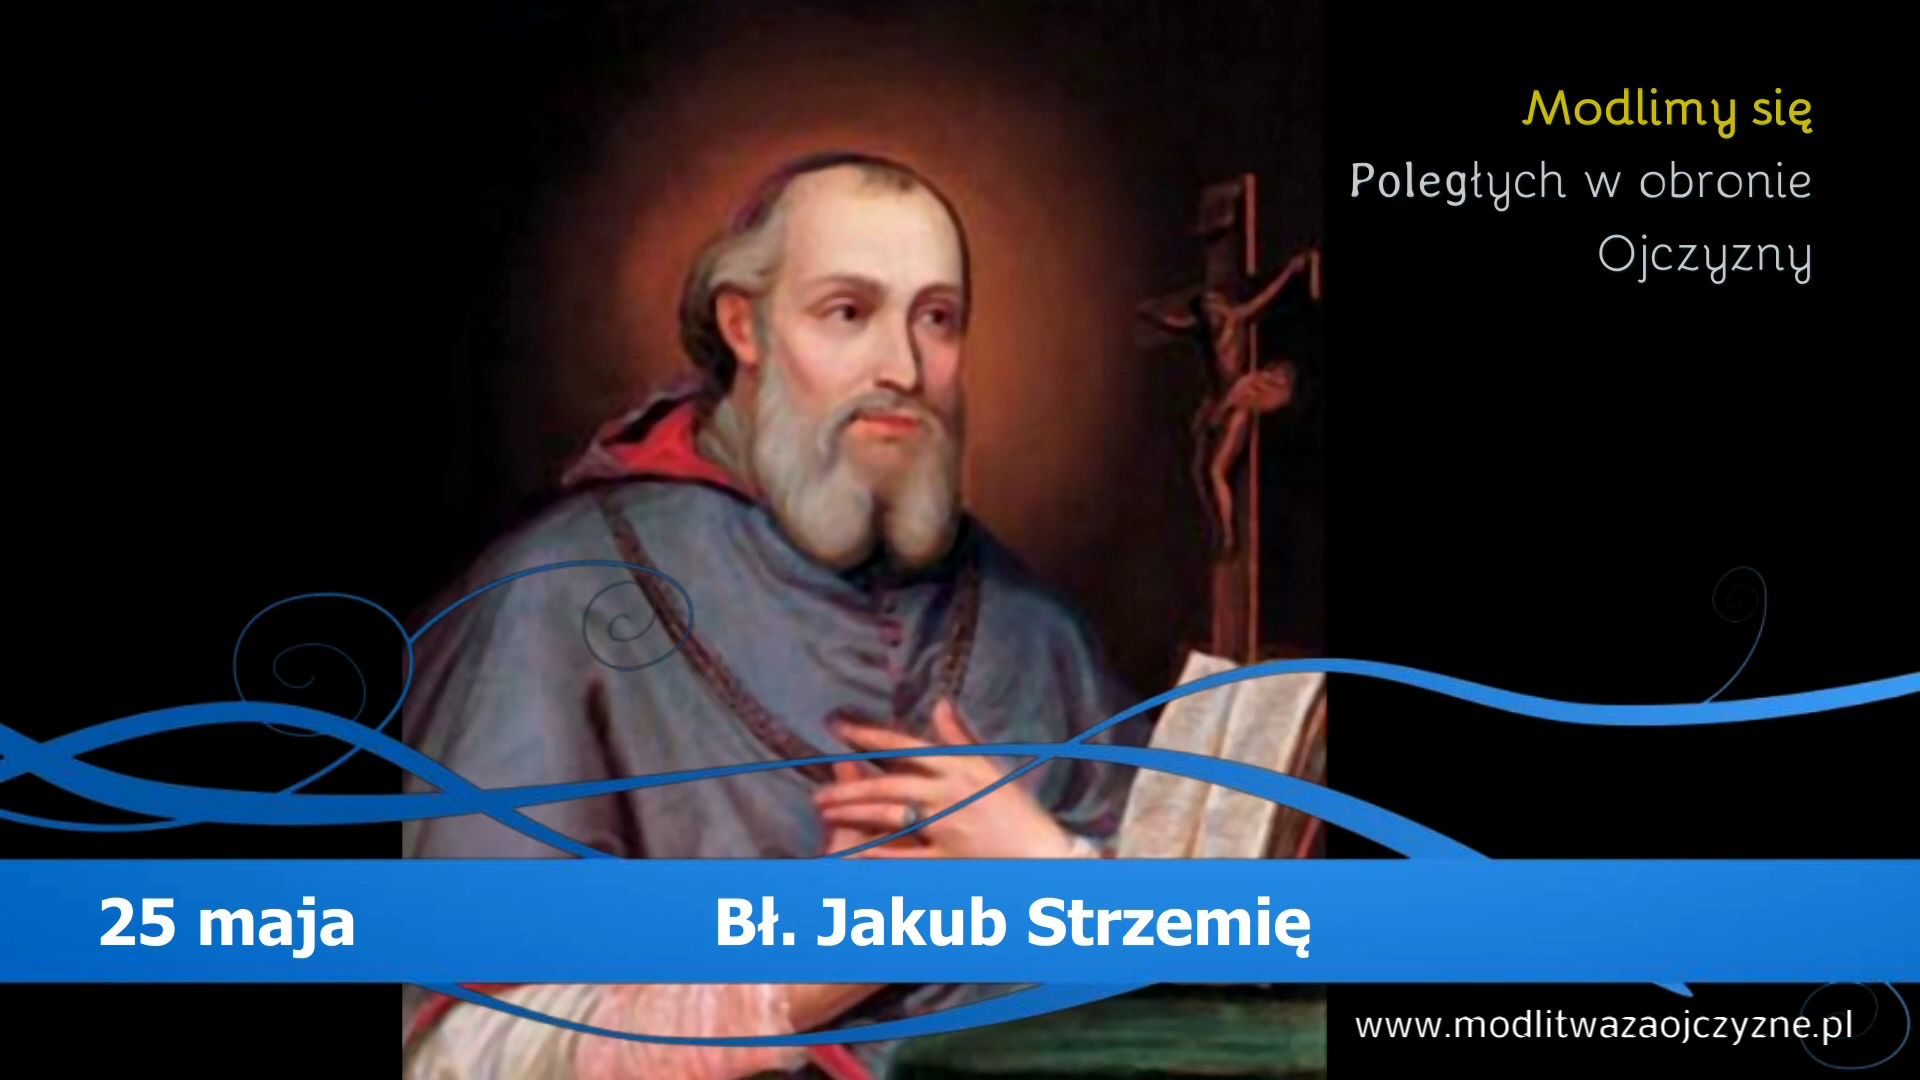 Modlimy się
Poległych w obronie
Ojczyzny
25 maja
Bł. Jakub Strzemię
www.modlitwazaojczyzne.pl